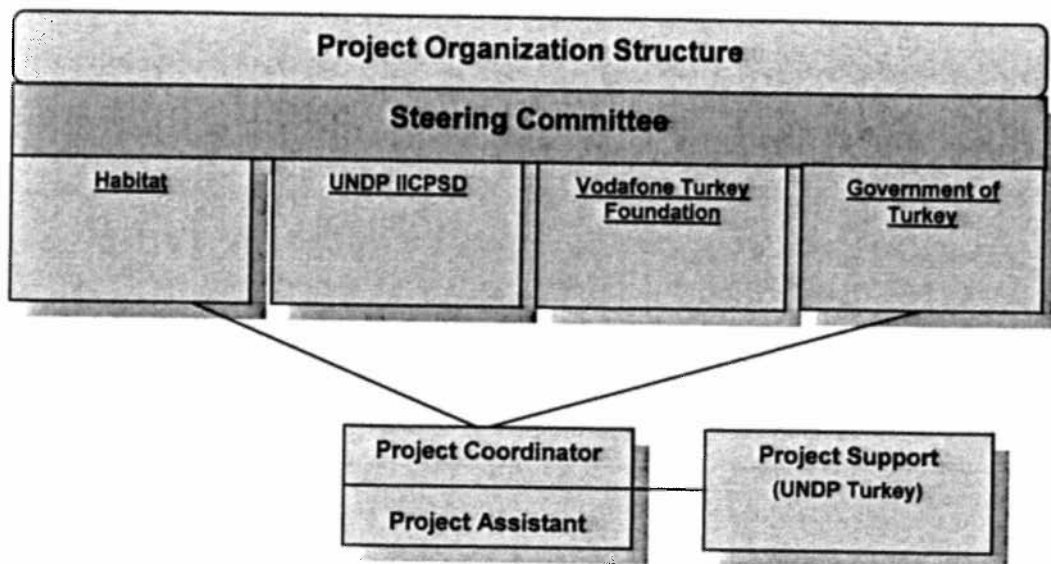 Project Organization Structure
Steering Committee
Habitat
UNDP IICPSD
Vodafone Turkey
Foundation
Government of
Turkey
Project Coordinator
Project Assistant
Project Support
(UNDP Turkey)